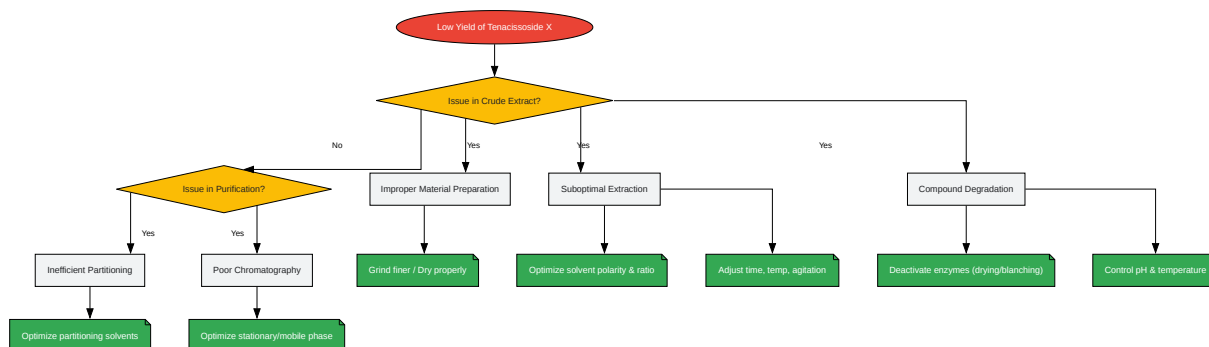 Low Yield of Tenacissoside X
Issue in Crude Extract?
No
Yes
Yes
Yes
Issue in Purification?
Improper Material Preparation
Suboptimal Extraction
Compound Degradation
Yes
Yes
Inefficient Partitioning
Poor Chromatography
Grind finer / Dry properly
Optimize solvent polarity & ratio
Adjust time, temp, agitation
Deactivate enzymes (drying/blanching)
Control pH & temperature
Optimize partitioning solvents
Optimize stationary/mobile phase